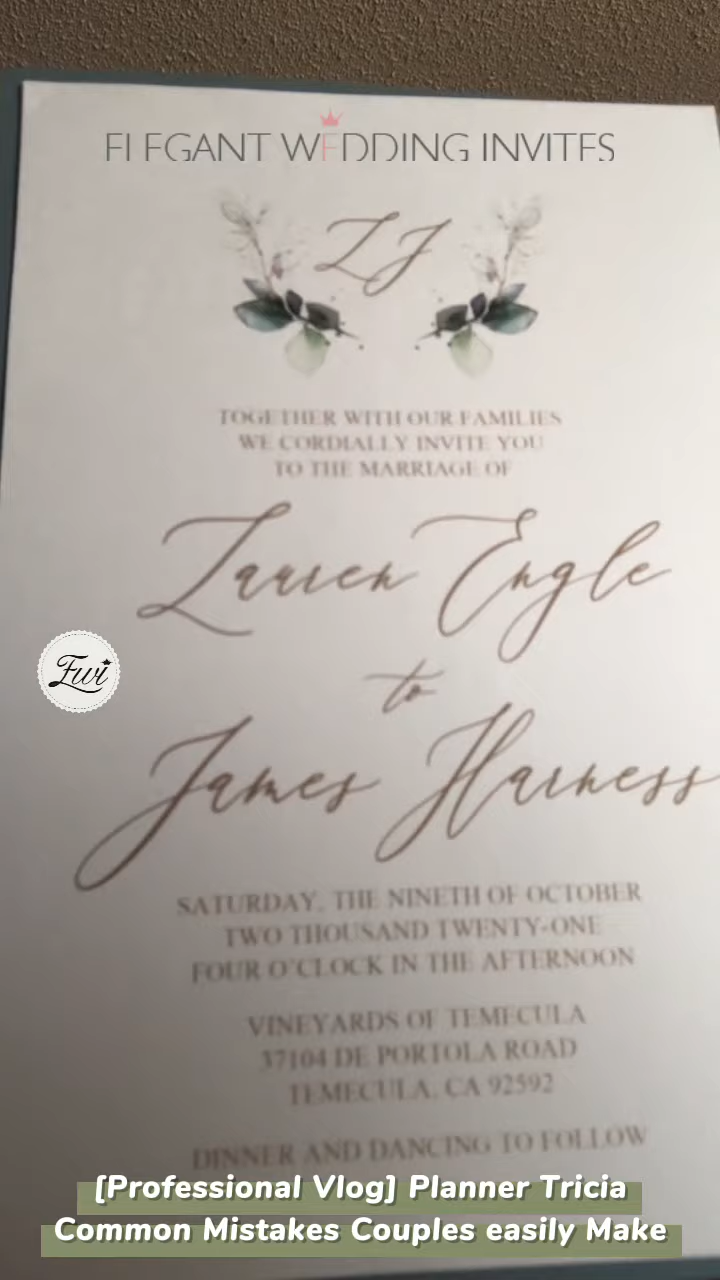 ELEGANT WEDDING INVITES
LJ
TOGETHER WITH OUR FAMILIES
WE CORDIALLY INVITE YOU
TO THE MARRIAGE OF
Lauren Engle
to
James Harness
Ewi
SATURDAY, THE NINETH OF OCTOBER
TWO THOUSAND TWENTY-ONE
FOUR O'CLOCK IN THE AFTERNOON
VINEYARDS OF TEMECULA
37104 DE PORTOLA ROAD
TEMECULA, CA 92592
DINNER AND DANCING TO FOLLOW
[Professional Vlog] Planner Tricia
Common Mistakes Couples easily Make